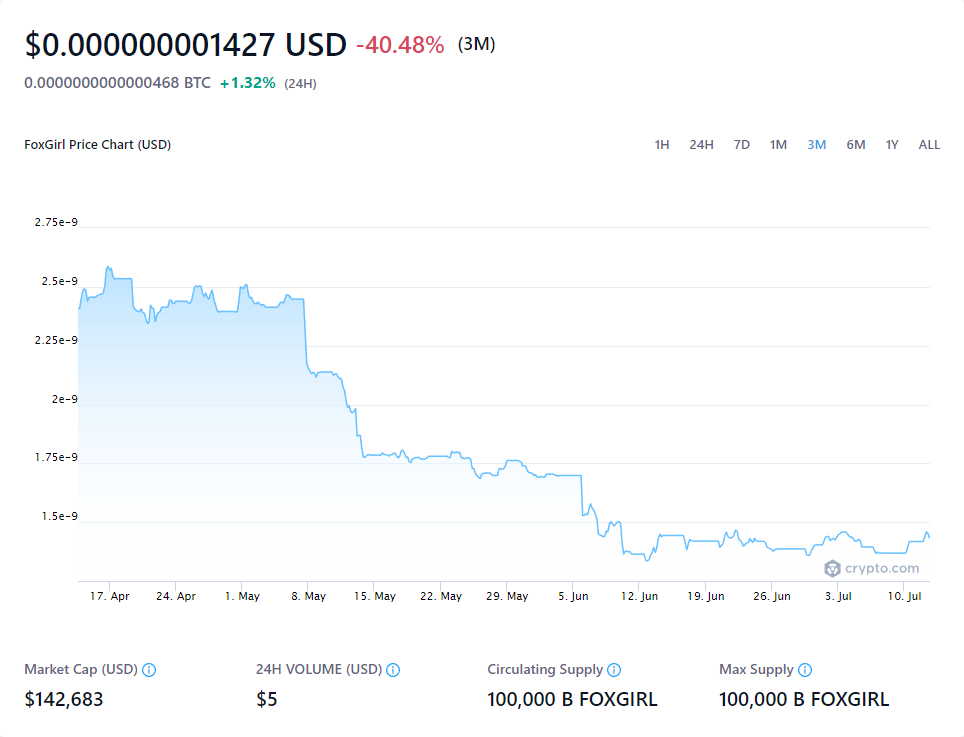 $0.000000001427 USD -40.48% (3M)
0.0000000000000468 BTC +1.32% (24H)
FoxGirl Price Chart (USD) 1H 24H 7D 1M 3M 6M 1Y ALL
2.75e-9
2.5e-9
2.25e-9
2e-9
1.75e-9
1.5e-9
crypto.com
17. Apr 24. Apr 1. May 8. May 15. May 22. May 29. May 5. Jun 12. Jun 19. Jun 26. Jun 3. Jul 10. Jul
Market Cap (USD) 24H VOLUME (USD) Circulating Supply Max Supply
$142,683 $5 100,000 B FOXGIRL 100,000 B FOXGIRL